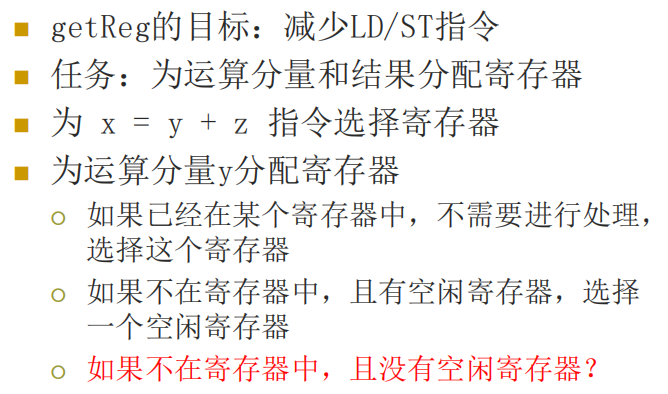 getReg的目标：减少LD/ST指令
任务：为运算分量和结果分配寄存器
为 x = y + z 指令选择寄存器
为运算分量y分配寄存器
如果已经在某个寄存器中，不需要进行处理，
选择这个寄存器
如果不在寄存器中，且有空闲寄存器，选择
一个空闲寄存器
如果不在寄存器中，且没有空闲寄存器？